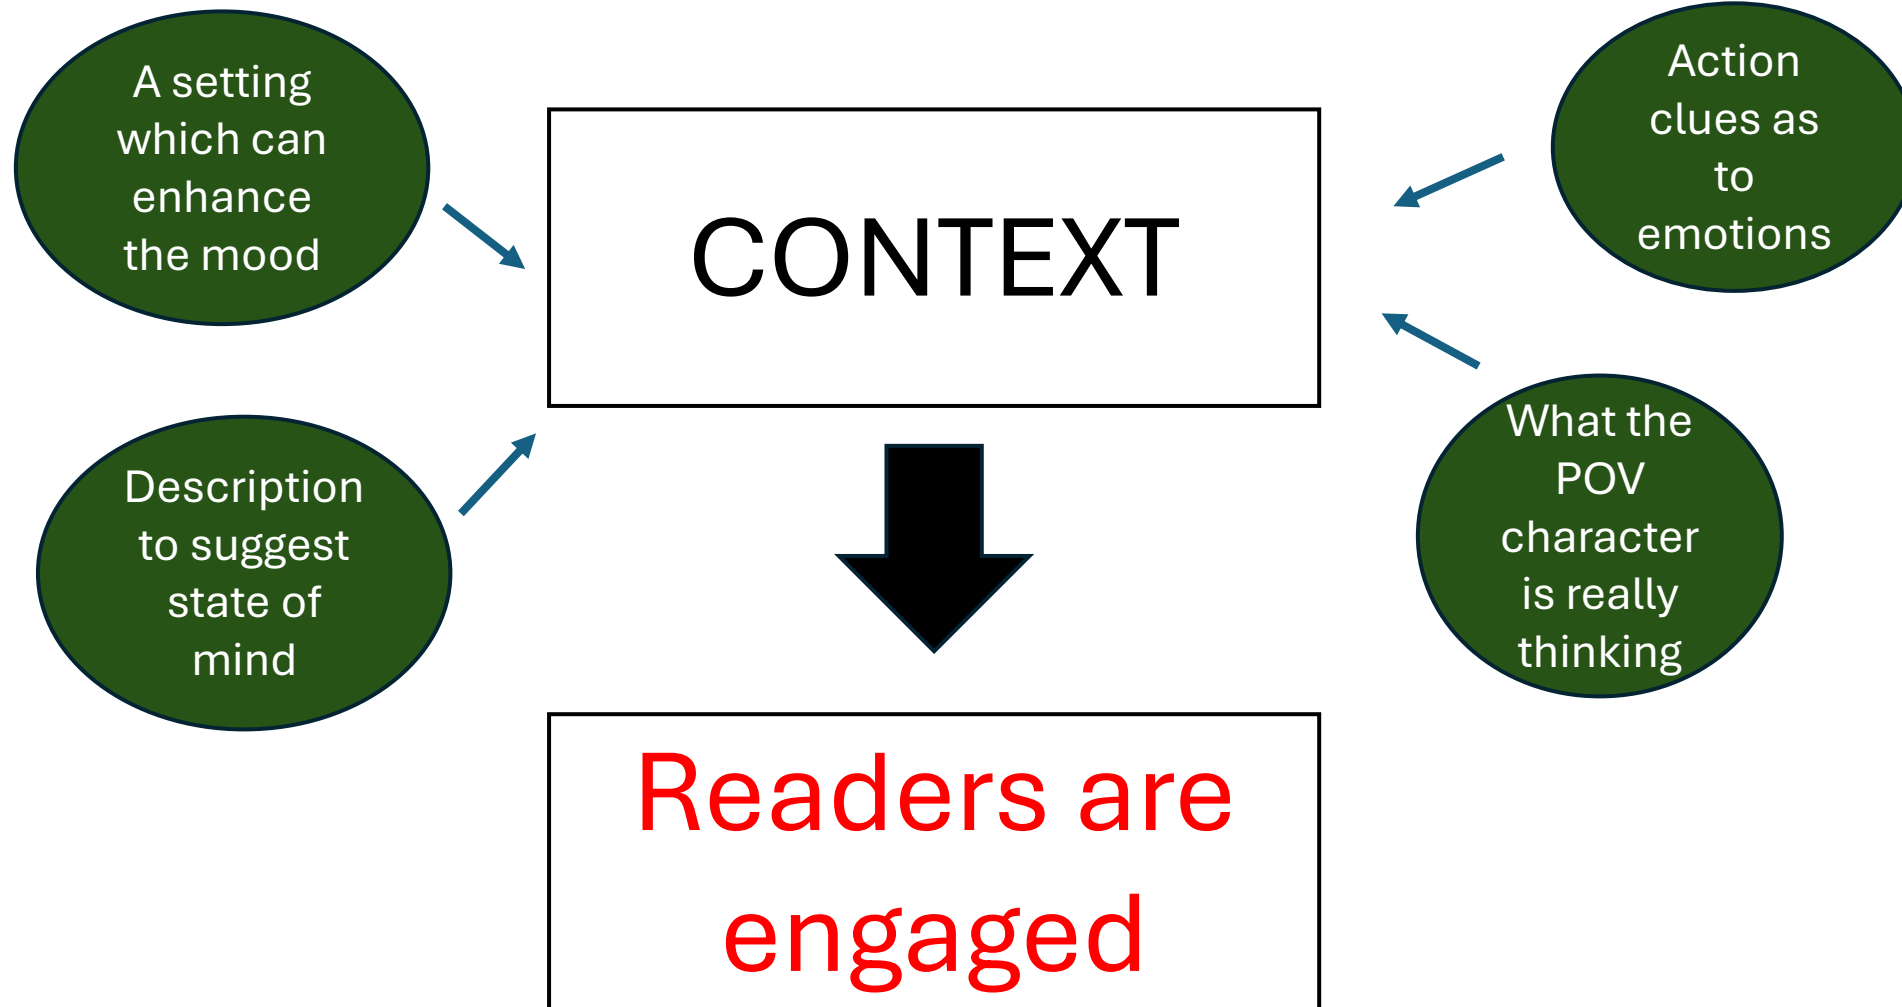 A setting
which can
enhance
the mood
CONTEXT
Action
clues as
to
emotions
Description
to suggest
state of
mind
What the
POV
character
is really
thinking
Readers are
engaged